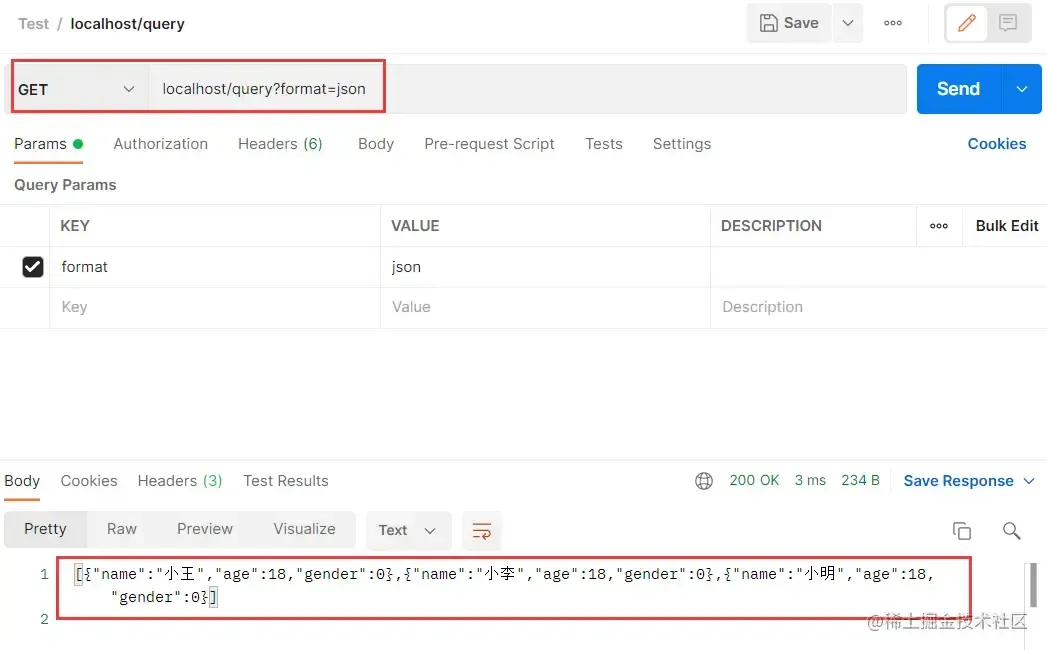 Test / localhost/query Save
GET localhost/query?format=json Send
Params Authorization Headers (6) Body Pre-request Script Tests Settings Cookies
Query Params
KEY VALUE DESCRIPTION Bulk Edit
format json
Key Value Description
Body Cookies Headers (3) Test Results 200 OK 3 ms 234 B Save Response
Pretty Raw Preview Visualize Text
1 [{"name":"小王","age":18,"gender":0},{"name":"小李","age":18,"gender":0},{"name":"小明","age":18,
"gender":0}]
2
@稀土掘金技术社区